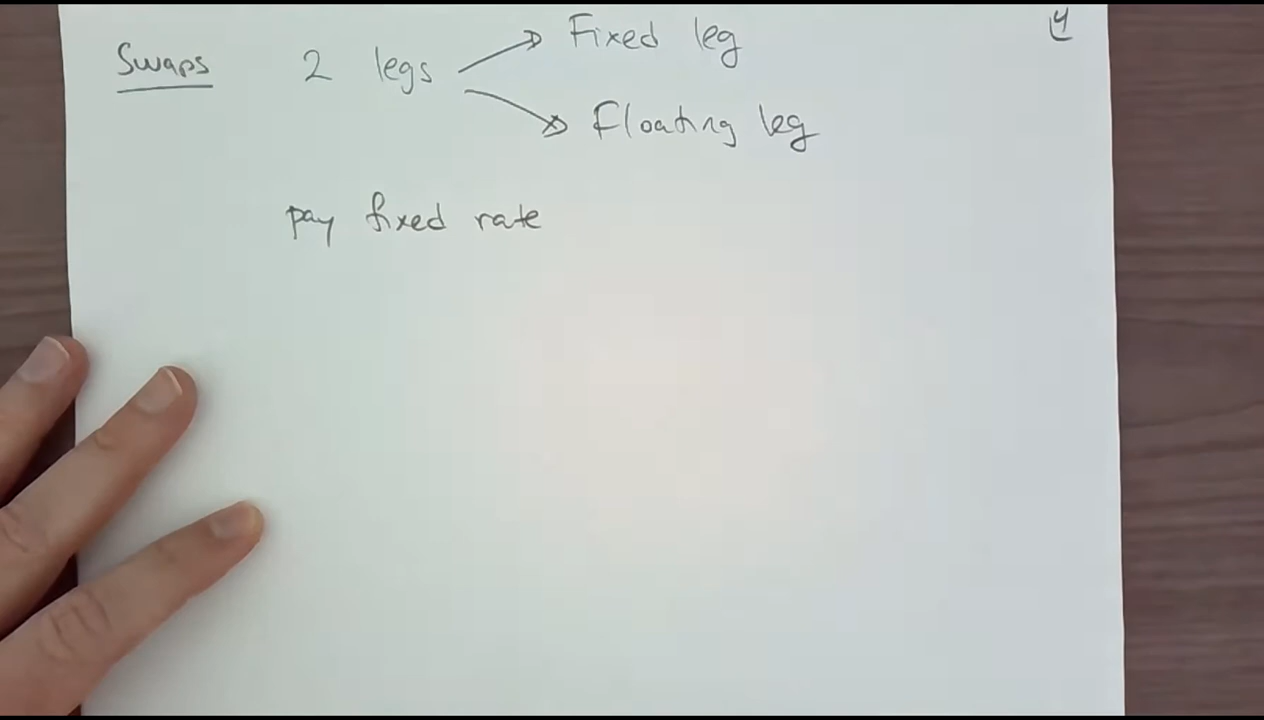 Swaps 2 legs → Fixed leg 4
→ Floating leg
pay fixed rate